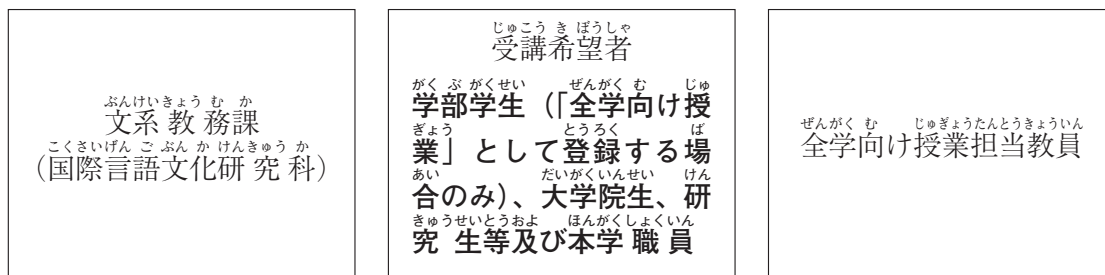 ぶんけいきょう む か
文系教務課
こくさいげん ご ぶん か けんきゅう か
（国際言語文化研究科）
じゅこう き ぼうしゃ
受講希望者
がく ぶ がくせい ぜんがく む じゅ
学部学生（「全学向け授
ぎょう とうろく ば
業」として登録する場
あい だいがくいんせい けん
合のみ）、大学院生、研
きゅうせいとうおよ ほんがくしょくいん
究生等及び本学職員
ぜんがく む じゅぎょうたんとうきょういん
全学向け授業担当教員